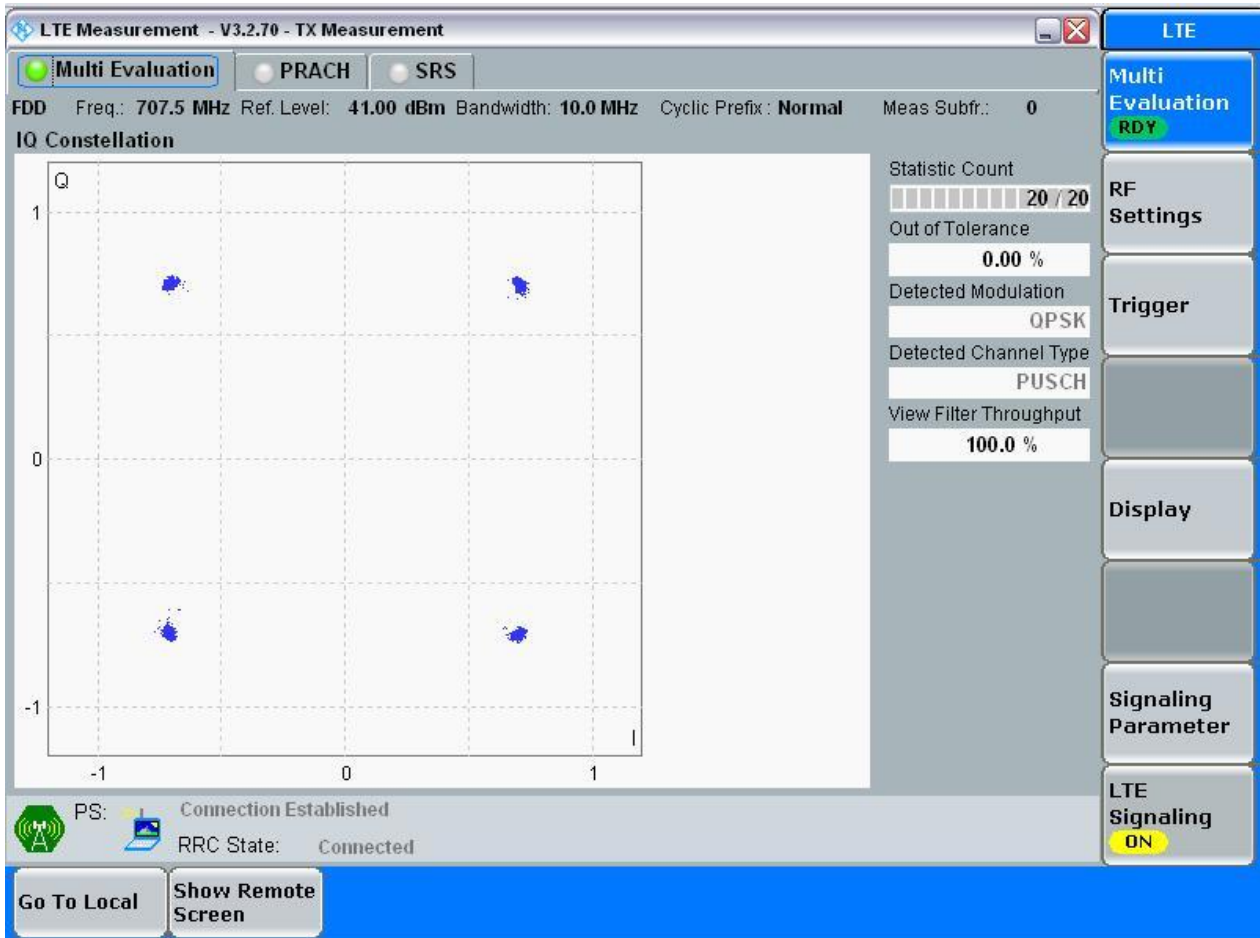 LTE Measurement - V3.2.70 - TX Measurement
LTE
Multi Evaluation PRACH SRS
FDD Freq.: 707.5 MHz Ref. Level: 41.00 dBm Bandwidth: 10.0 MHz Cyclic Prefix : Normal Meas Subfr.: 0
IQ Constellation
Q
1
0
-1
I
-1 0 1
Statistic Count
20 / 20
Out of Tolerance
0.00 %
Detected Modulation
QPSK
Detected Channel Type
PUSCH
View Filter Throughput
100.0 %
Multi
Evaluation
RDY
RF
Settings
Trigger
Display
Signaling
Parameter
LTE
Signaling
ON
PS: Connection Established
RRC State: Connected
Go To Local
Show Remote
Screen